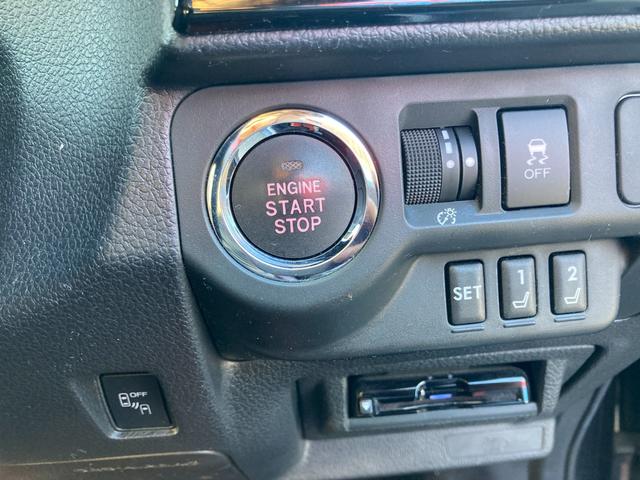 ENGINE
START
STOP
OFF
SET
1
2
OFF